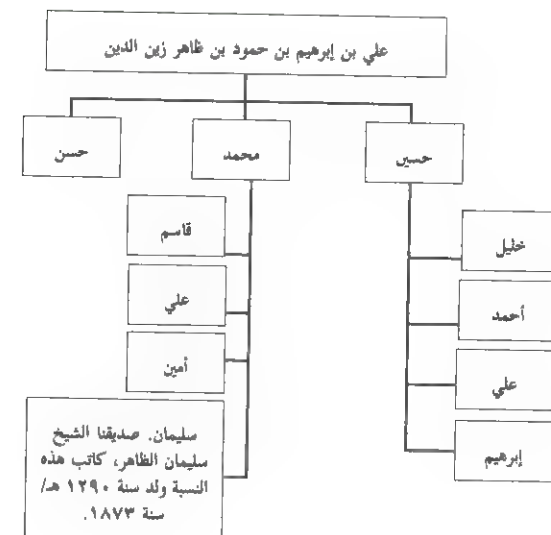 علي بن إبرهيم بن حمود بن ظاهر زين الدين
حسين
محمد
حسن
خليل
أحمد
علي
إبرهيم
قاسم
علي
أمين
سليمان. صديقنا الشيخ
سليمان الظاهر، كاتب هذه
النسبة ولد سنة ١٢٩٠ هـ/
سنة ١٨٧٣.